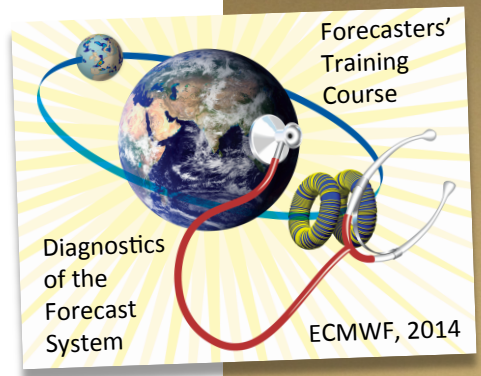 Forecasters’
Training
Course
Diagnostics
of the
Forecast
System
ECMWF, 2014